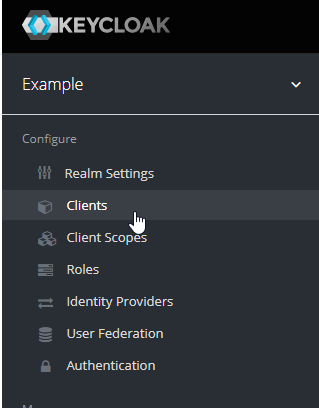 KEYCLOAK
Example
Configure
Realm Settings
Clients
Client Scopes
Roles
Identity Providers
User Federation
Authentication